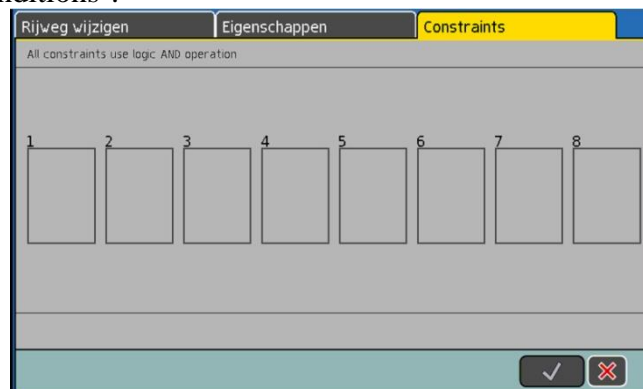 Rijweg wijzigen Eigenschappen Constraints
All constraints use logic AND operation
1 2 3 4 5 6 7 8